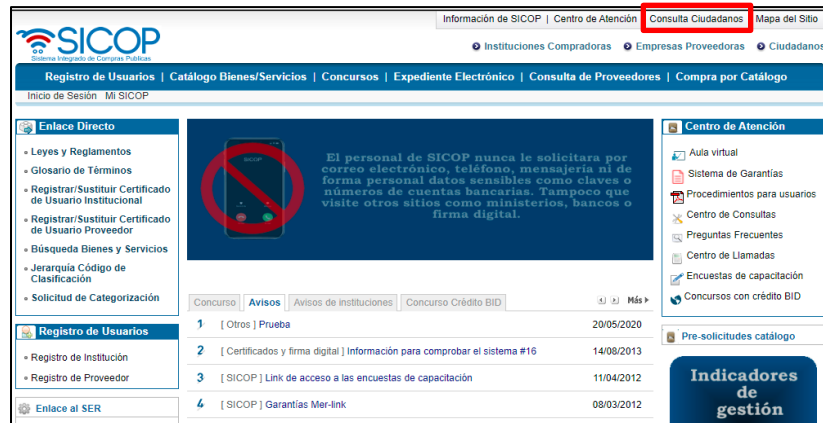 Información de SICOP | Centro de Atención Consulta Ciudadanos Mapa del Sitio
SICOP
Sistema Integrado de Compras Públicas
Instituciones Compradoras Empresas Proveedoras Ciudadanos
Registro de Usuarios | Catálogo Bienes/Servicios | Concursos | Expediente Electrónico | Consulta de Proveedores | Compra por Catálogo
Inicio de Sesión Mi SICOP
Enlace Directo
Leyes y Reglamentos
Glosario de Términos
Registrar/Sustituir Certificado
de Usuario Institucional
Registrar/Sustituir Certificado
de Usuario Proveedor
Búsqueda Bienes y Servicios
Jerarquía Código de
Clasificación
Solicitud de Categorización
Registro de Usuarios
Registro de Institución
Registro de Proveedor
Enlace al SER
SICOP
El personal de SICOP nunca le solicitara por
correo electrónico, teléfono, mensajería ni de
forma personal datos sensibles como claves o
números de cuentas bancarias. Tampoco que
visite otros sitios como ministerios, bancos o
firma digital.
Concurso Avisos Avisos de instituciones Concurso Crédito BID Más
1 [ Otros ] Prueba 20/05/2020
2 [ Certificados y firma digital ] Información para comprobar el sistema #16 14/08/2013
3 [ SICOP ] Link de acceso a las encuestas de capacitación 11/04/2012
4 [ SICOP ] Garantías Mer-link 08/03/2012
Centro de Atención
Aula virtual
Sistema de Garantías
Procedimientos para usuarios
Centro de Consultas
Preguntas Frecuentes
Centro de Llamadas
Encuestas de capacitación
Concursos con crédito BID
Pre-solicitudes catálogo
Indicadores
de
gestión